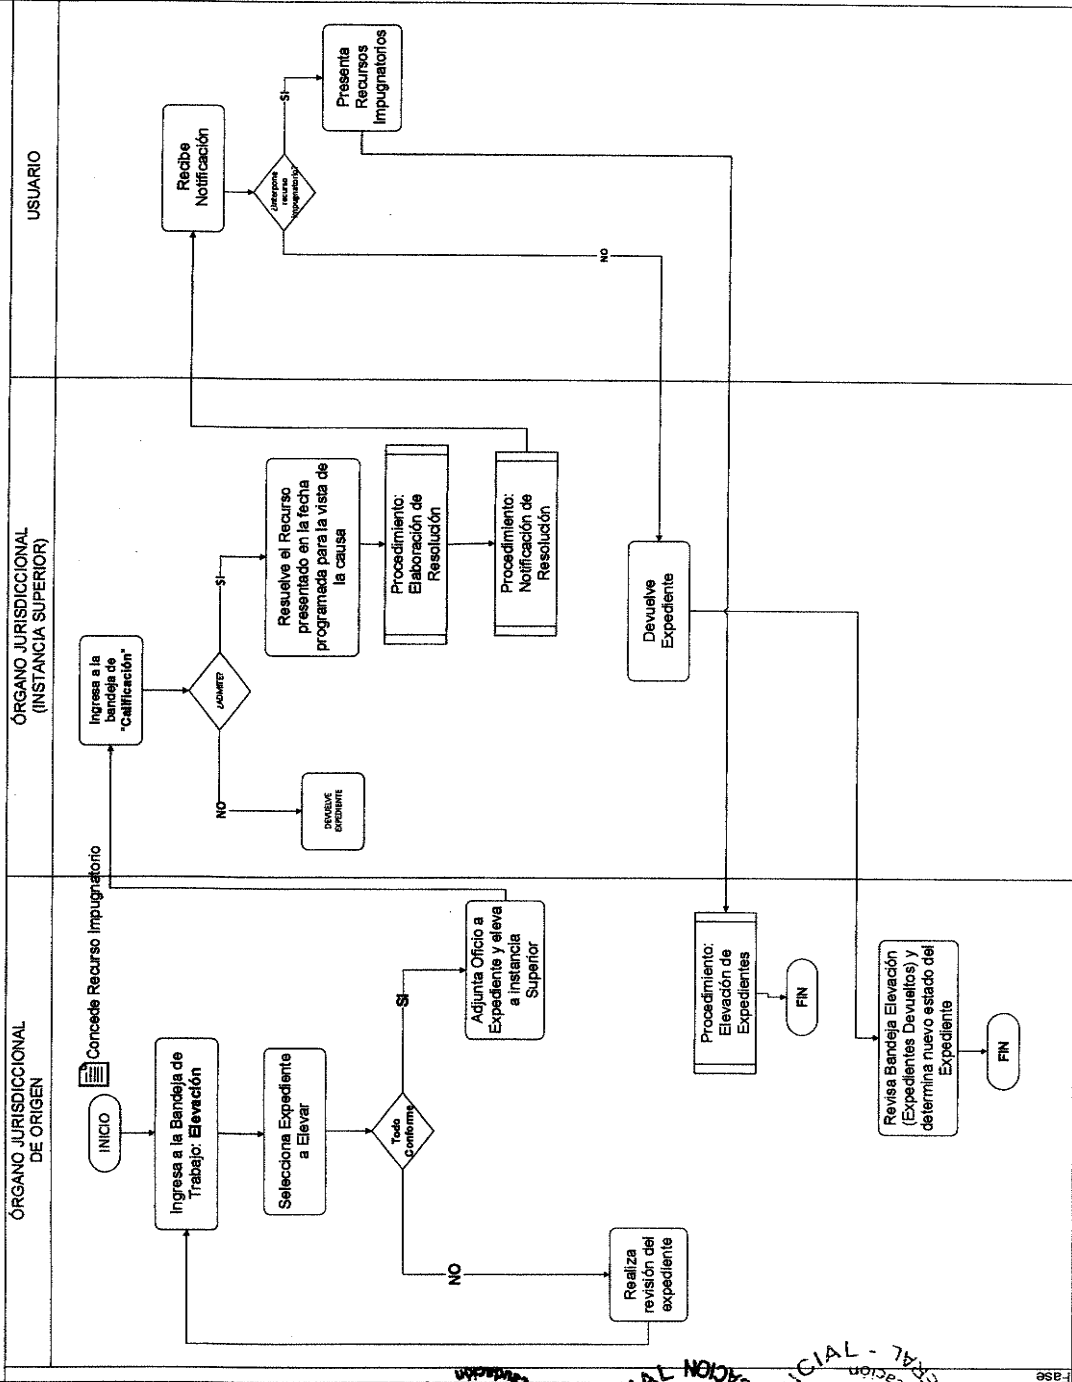 ÓRGANO JURISDICCIONAL
DE ORIGEN
ÓRGANO JURISDICCIONAL
(INSTANCIA SUPERIOR)
USUARIO
INICIO
Concede Recurso Impugnatorio
Ingresa a la Bandeja de
Trabajo: Elevación
Selecciona Expediente
a Elevar
Todo
Conforme
SI
NO
Adjunta Oficio a
Expediente y eleva
a instancia
Superior
Realiza
revisión del
expediente
Procedimiento:
Elevación de
Expedientes
FIN
Revisa Bandeja Elevación
(Expedientes Devueltos) y
determina nuevo estado del
Expediente
FIN
Ingresa a la
bandeja de
"Calificación"
¿ADMITE?
SI
NO
DEVUELVE
EXPEDIENTE
Resuelve el Recurso
presentado en la fecha
programada para la vista de
la causa
Procedimiento:
Elaboración de
Resolución
Procedimiento:
Notificación de
Resolución
Devuelve
Expediente
Recibe
Notificación
¿Interpone
recurso
impugnatorio?
SI
NO
Presenta
Recursos
Impugnatorios
Fase